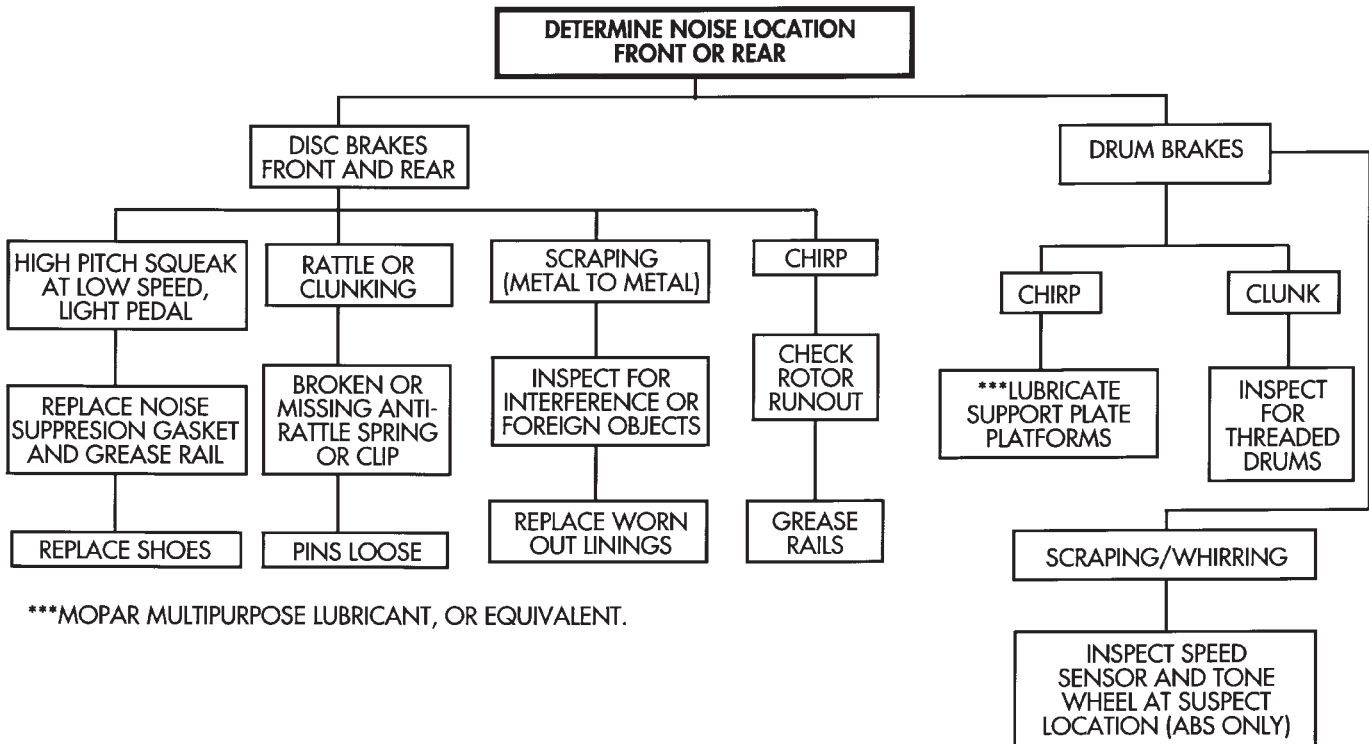 DETERMINE NOISE LOCATION
FRONT OR REAR
DISC BRAKES
FRONT AND REAR
HIGH PITCH SQUEAK
AT LOW SPEED,
LIGHT PEDAL
REPLACE NOISE
SUPPRESION GASKET
AND GREASE RAIL
REPLACE SHOES
RATTLE OR
CLUNKING
BROKEN OR
MISSING ANTI-
RATTLE SPRING
OR CLIP
PINS LOOSE
SCRAPING
(METAL TO METAL)
INSPECT FOR
INTERFERENCE OR
FOREIGN OBJECTS
REPLACE WORN
OUT LININGS
CHIRP
CHECK
ROTOR
RUNOUT
GREASE
RAILS
DRUM BRAKES
CHIRP
***LUBRICATE
SUPPORT PLATE
PLATFORMS
CLUNK
INSPECT
FOR
THREADED
DRUMS
SCRAPING/WHIRRING
INSPECT SPEED
SENSOR AND TONE
WHEEL AT SUSPECT
LOCATION (ABS ONLY)
***MOPAR MULTIPURPOSE LUBRICANT, OR EQUIVALENT.